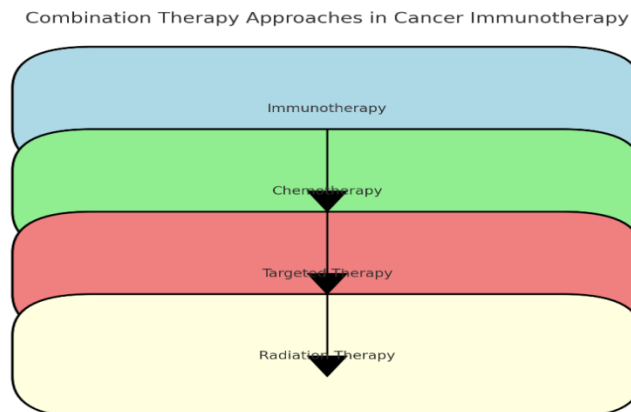 Combination Therapy Approaches in Cancer Immunotherapy
Immunotherapy
Chemotherapy
Targeted Therapy
Radiation Therapy